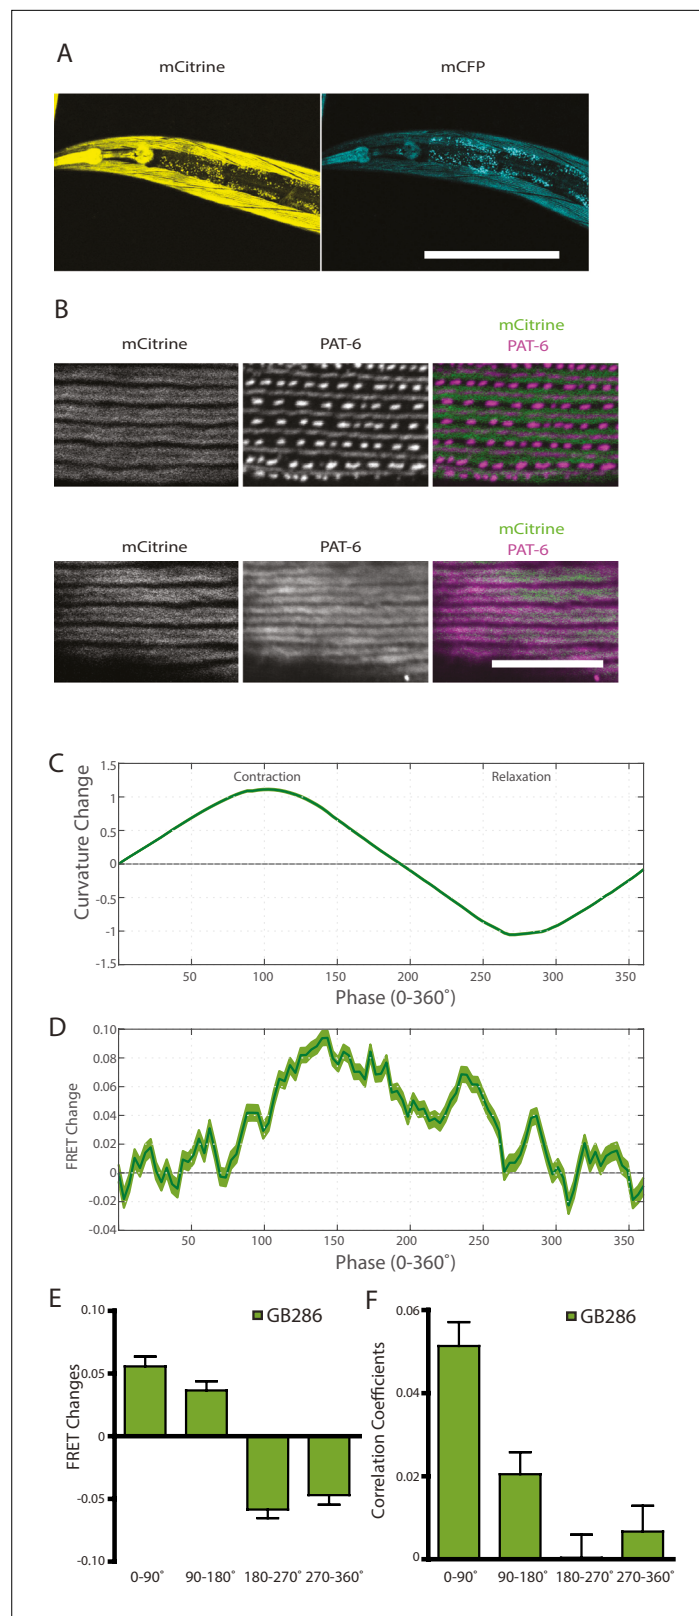 A
mCitrine
mCFP
B
mCitrine
PAT-6
mCitrine
PAT-6
mCitrine
PAT-6
mCitrine
PAT-6
C
Curvature Change
1.5
1
0.5
0
-0.5
-1
-1.5
Contraction
Relaxation
50 100 150 200 250 300 350
Phase (0-360˚)
D
FRET Change
0.10
0.08
0.06
0.04
0.02
0
-0.02
-0.04
50 100 150 200 250 300 350
Phase (0-360˚)
E
FRET Changes
0.10
0.05
0
-0.05
-0.10
GB286
0-90˚ 90-180˚ 180-270˚ 270-360˚
F
Correlation Coefficients
0.06
0.04
0.02
0
GB286
0-90˚ 90-180˚ 180-270˚ 270-360˚